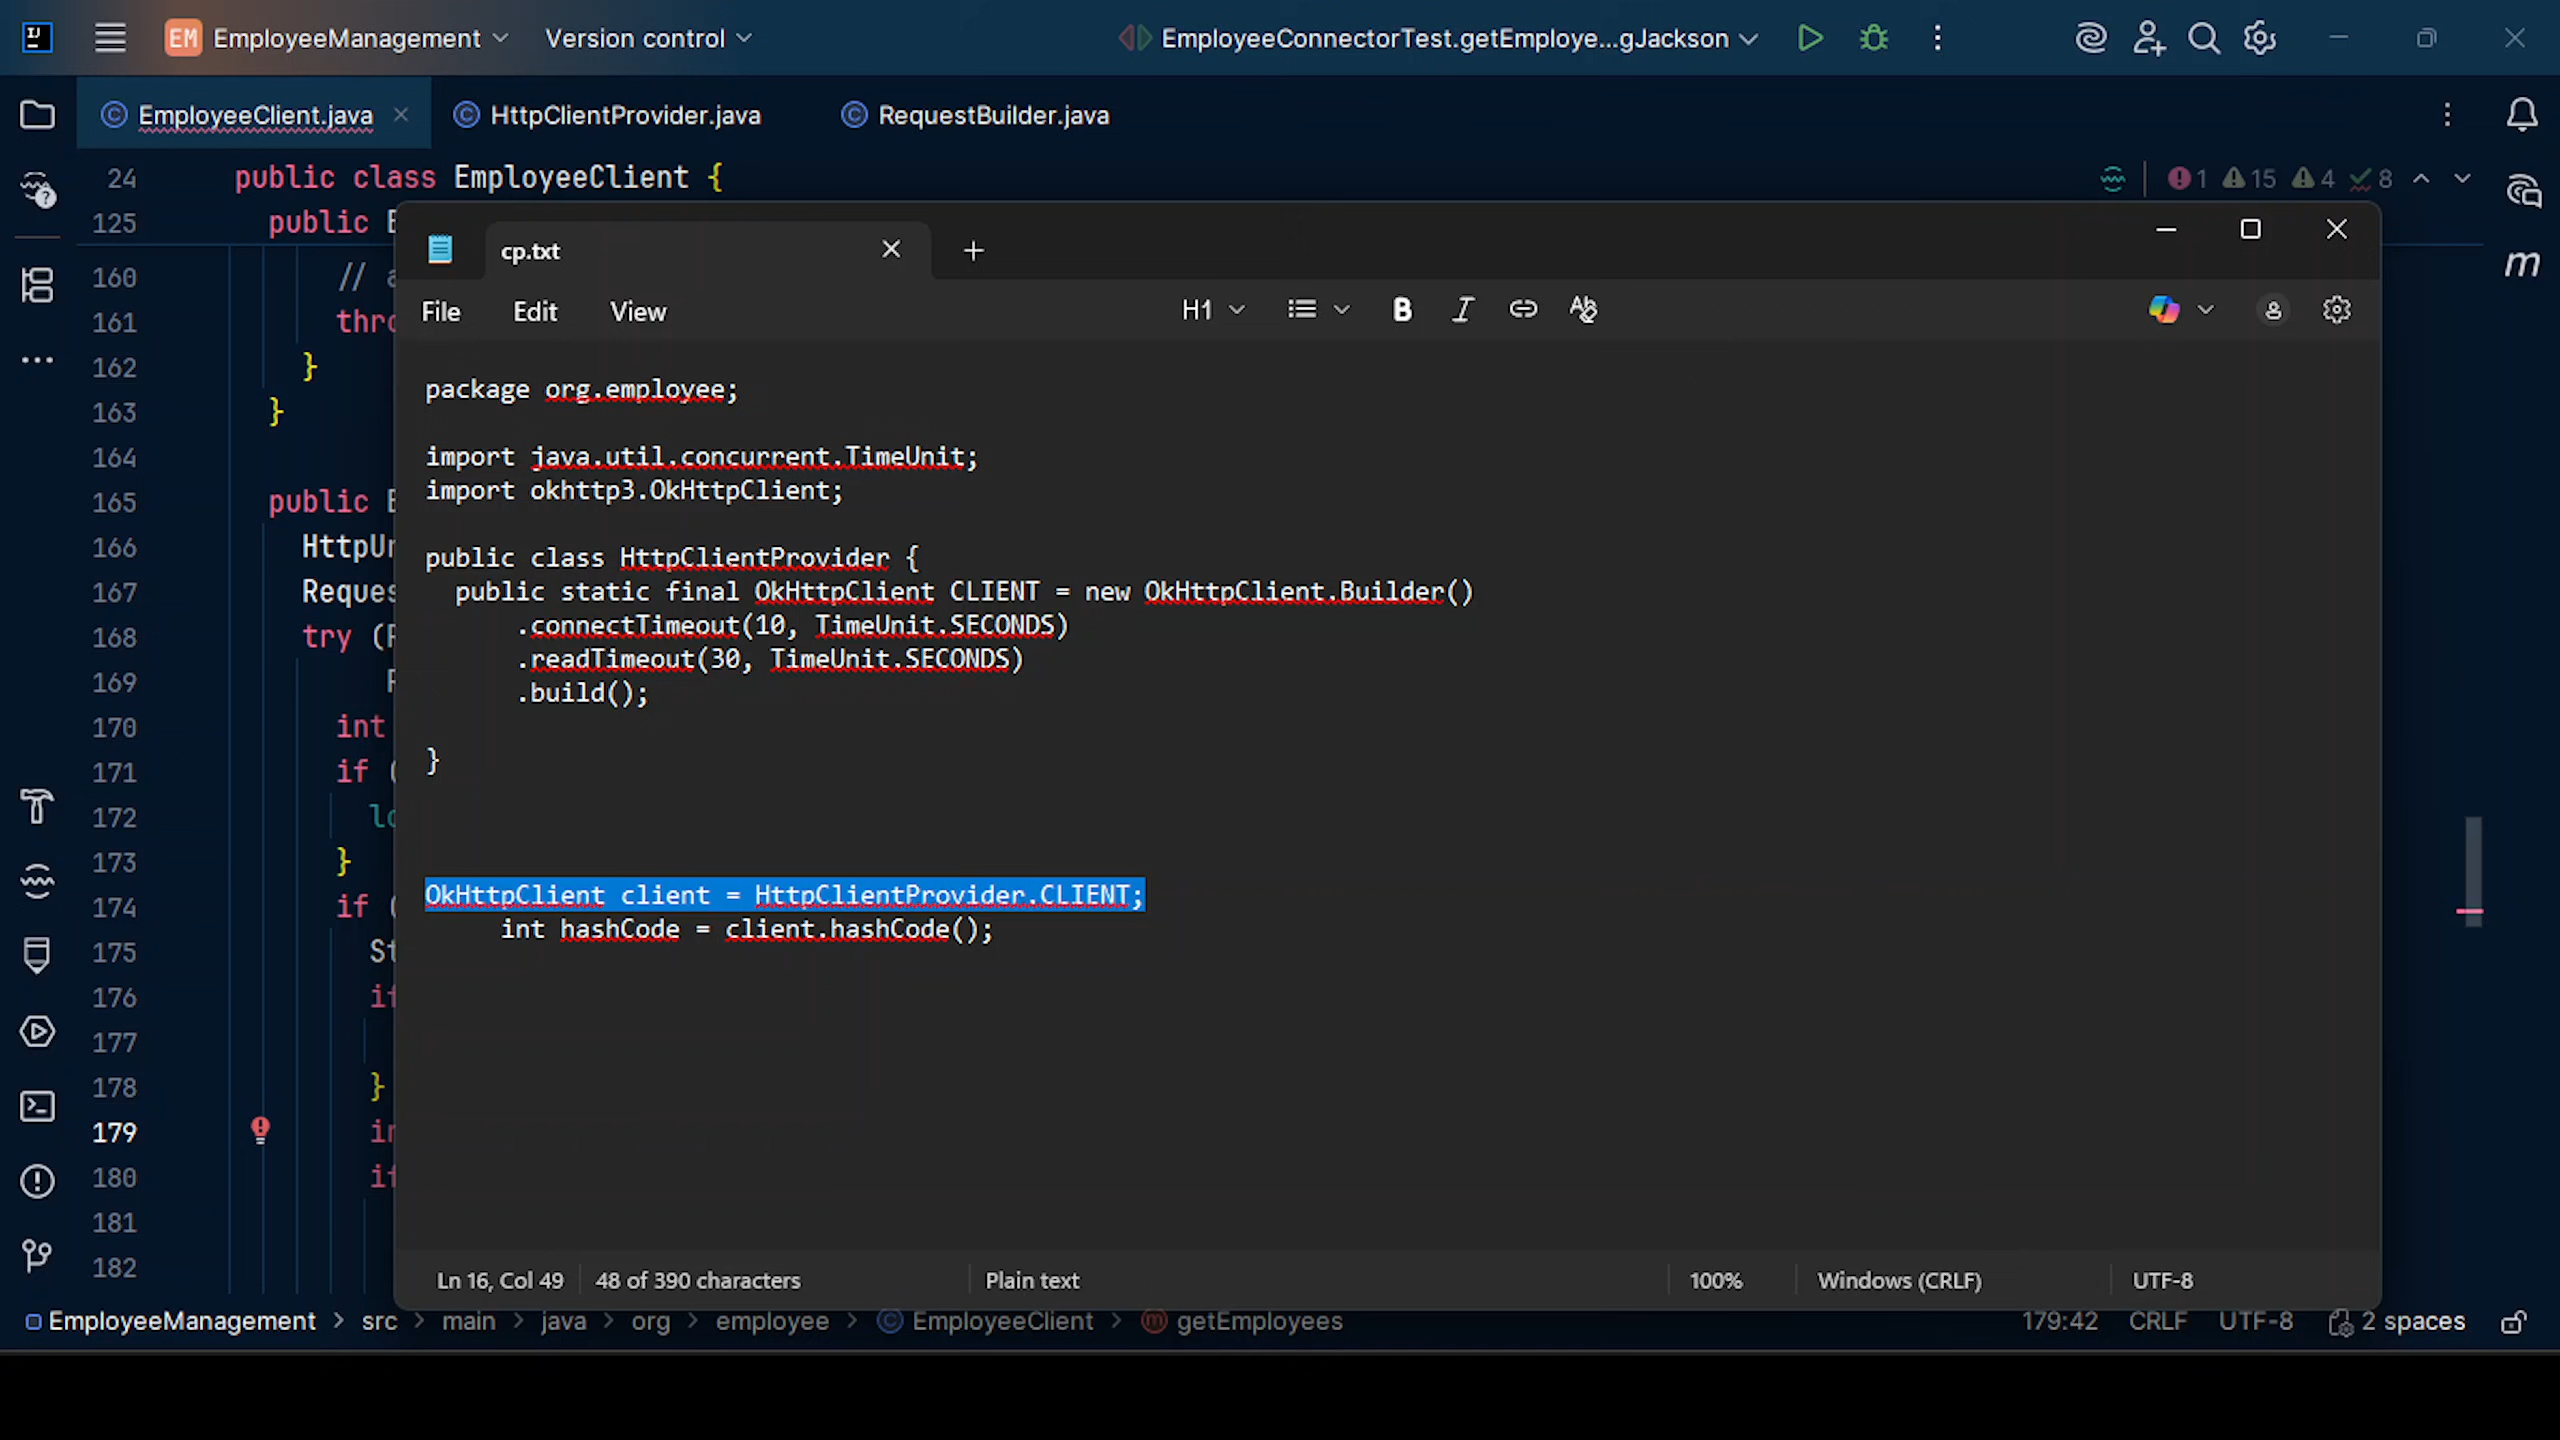 EM EmployeeManagement Version control EmployeeConnectorTest.getEmploye...gJackson
EmployeeClient.java HttpClientProvider.java RequestBuilder.java
24 public class EmployeeClient {
1 15 4 8
125 public
cp.txt
File Edit View H1
160 //
161
162 }
163 }
164
165 public
166
167
168 try (
169
170 int
171 if (
172
173 }
174 if (
175
176
177
178 }
179
180
181
182
package org.employee;
import java.util.concurrent.TimeUnit;
import okhttp3.OkHttpClient;
public class HttpClientProvider {
public static final OkHttpClient CLIENT = new OkHttpClient.Builder()
.connectTimeout(10, TimeUnit.SECONDS)
.readTimeout(30, TimeUnit.SECONDS)
.build();
}
OkHttpClient client = HttpClientProvider.CLIENT;
int hashCode = client.hashCode();
Ln 16, Col 49 48 of 390 characters Plain text 100% Windows (CRLF) UTF-8
EmployeeManagement > src > main > java > org > employee > EmployeeClient > getEmployees 179:42 CRLF UTF-8 2 spaces